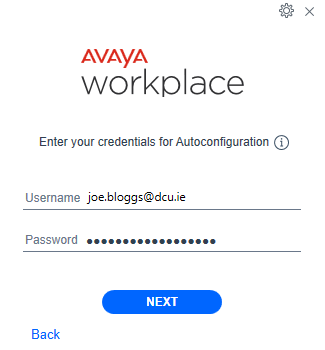 AVAYA
workplace
Enter your credentials for Autoconfiguration
Username joe.bloggs@dcu.ie
Password ••••••••••••••••••
NEXT
Back